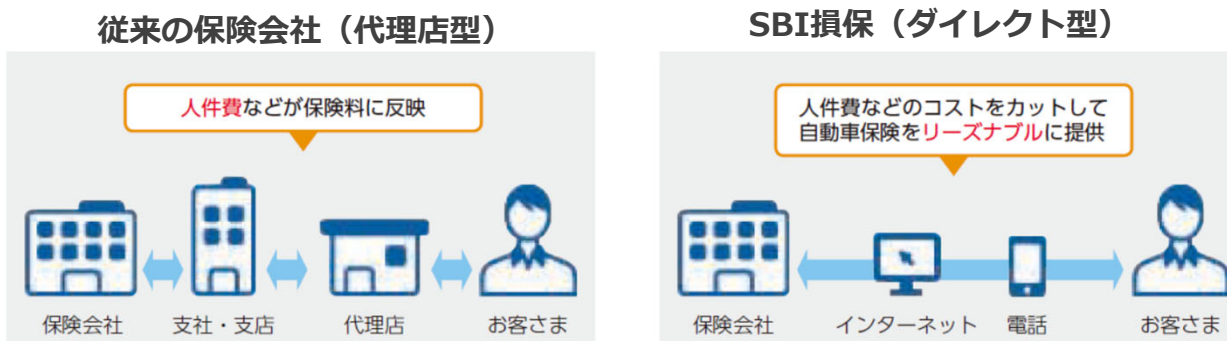 従来の保険会社（代理店型）
人件費などが保険料に反映
保険会社
支社・支店
代理店
お客さま
SBI損保（ダイレクト型）
人件費などのコストをカットして
自動車保険をリーズナブルに提供
保険会社
インターネット
電話
お客さま